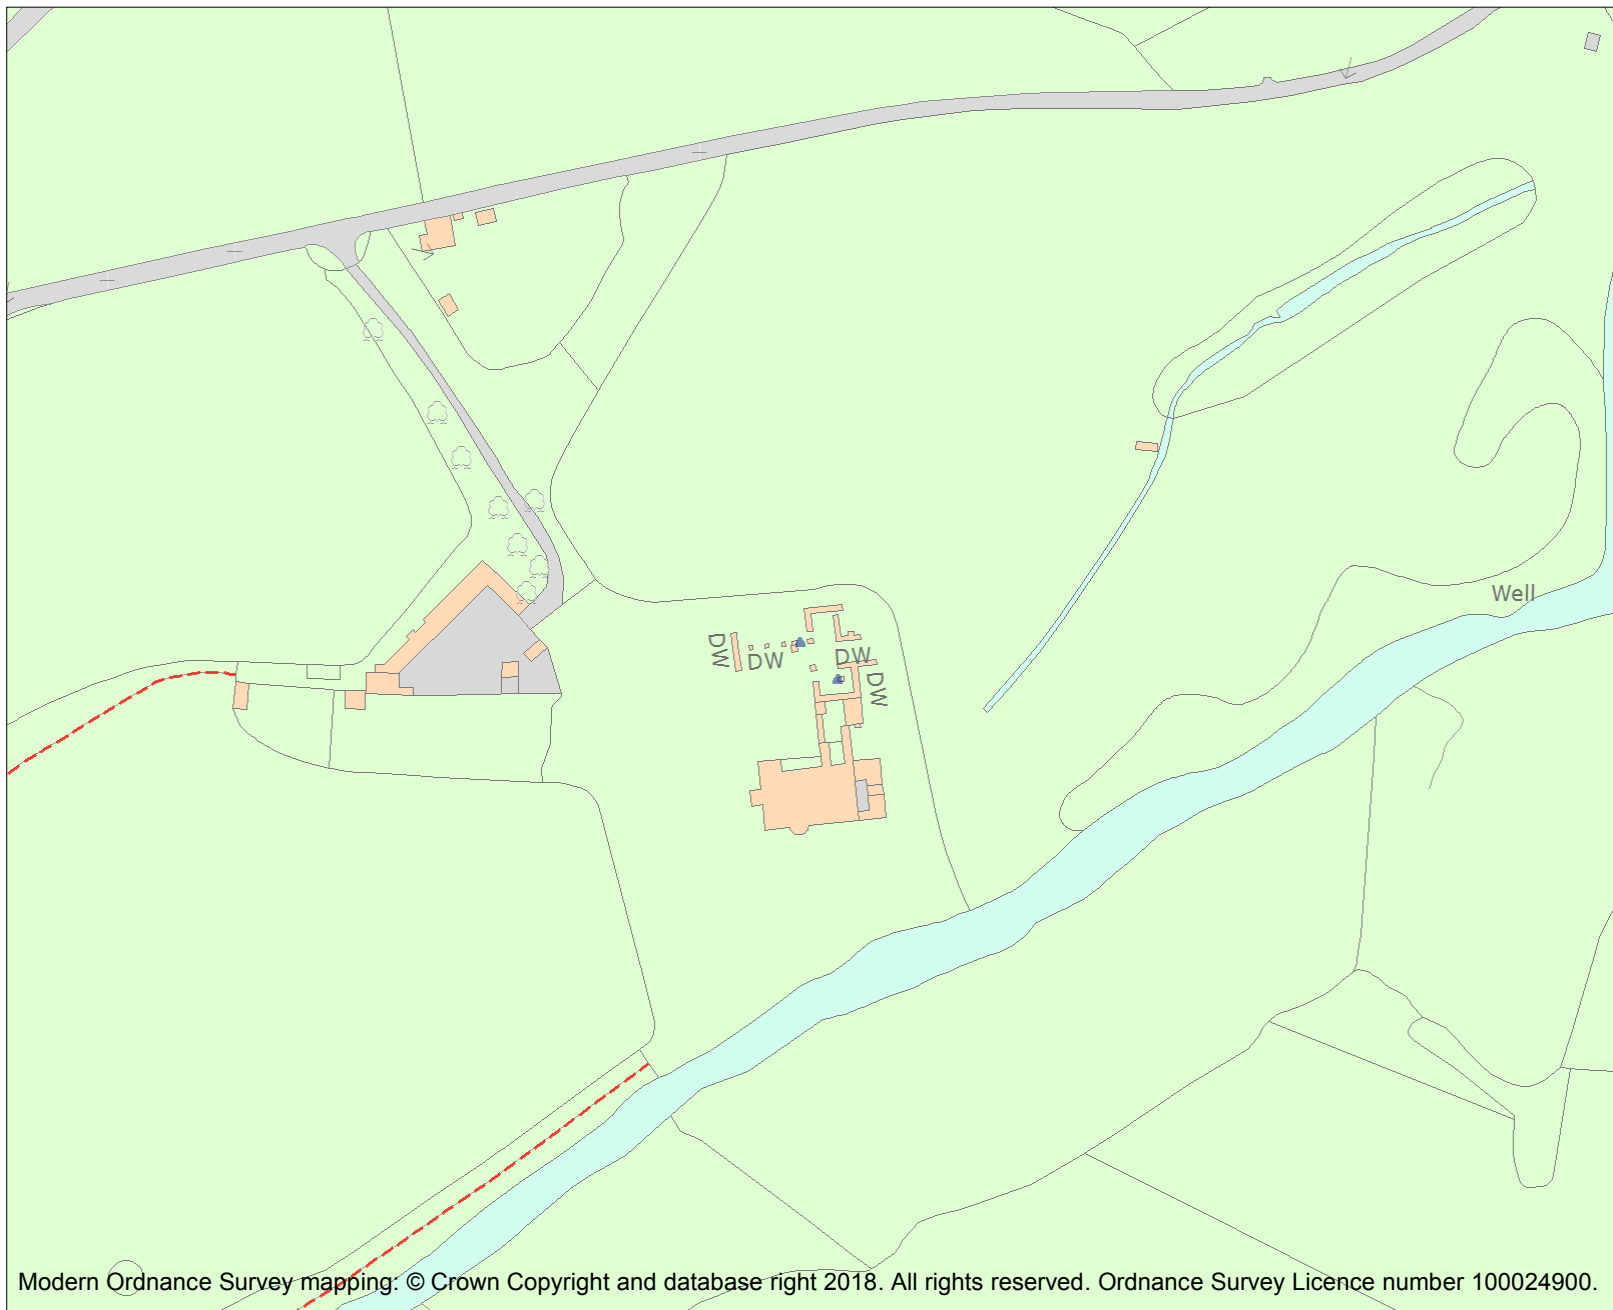 Well
DW
DW
DW
DW
Modern Ordnance Survey mapping: © Crown Copyright and database right 2018. All rights reserved. Ordnance Survey Licence number 100024900.